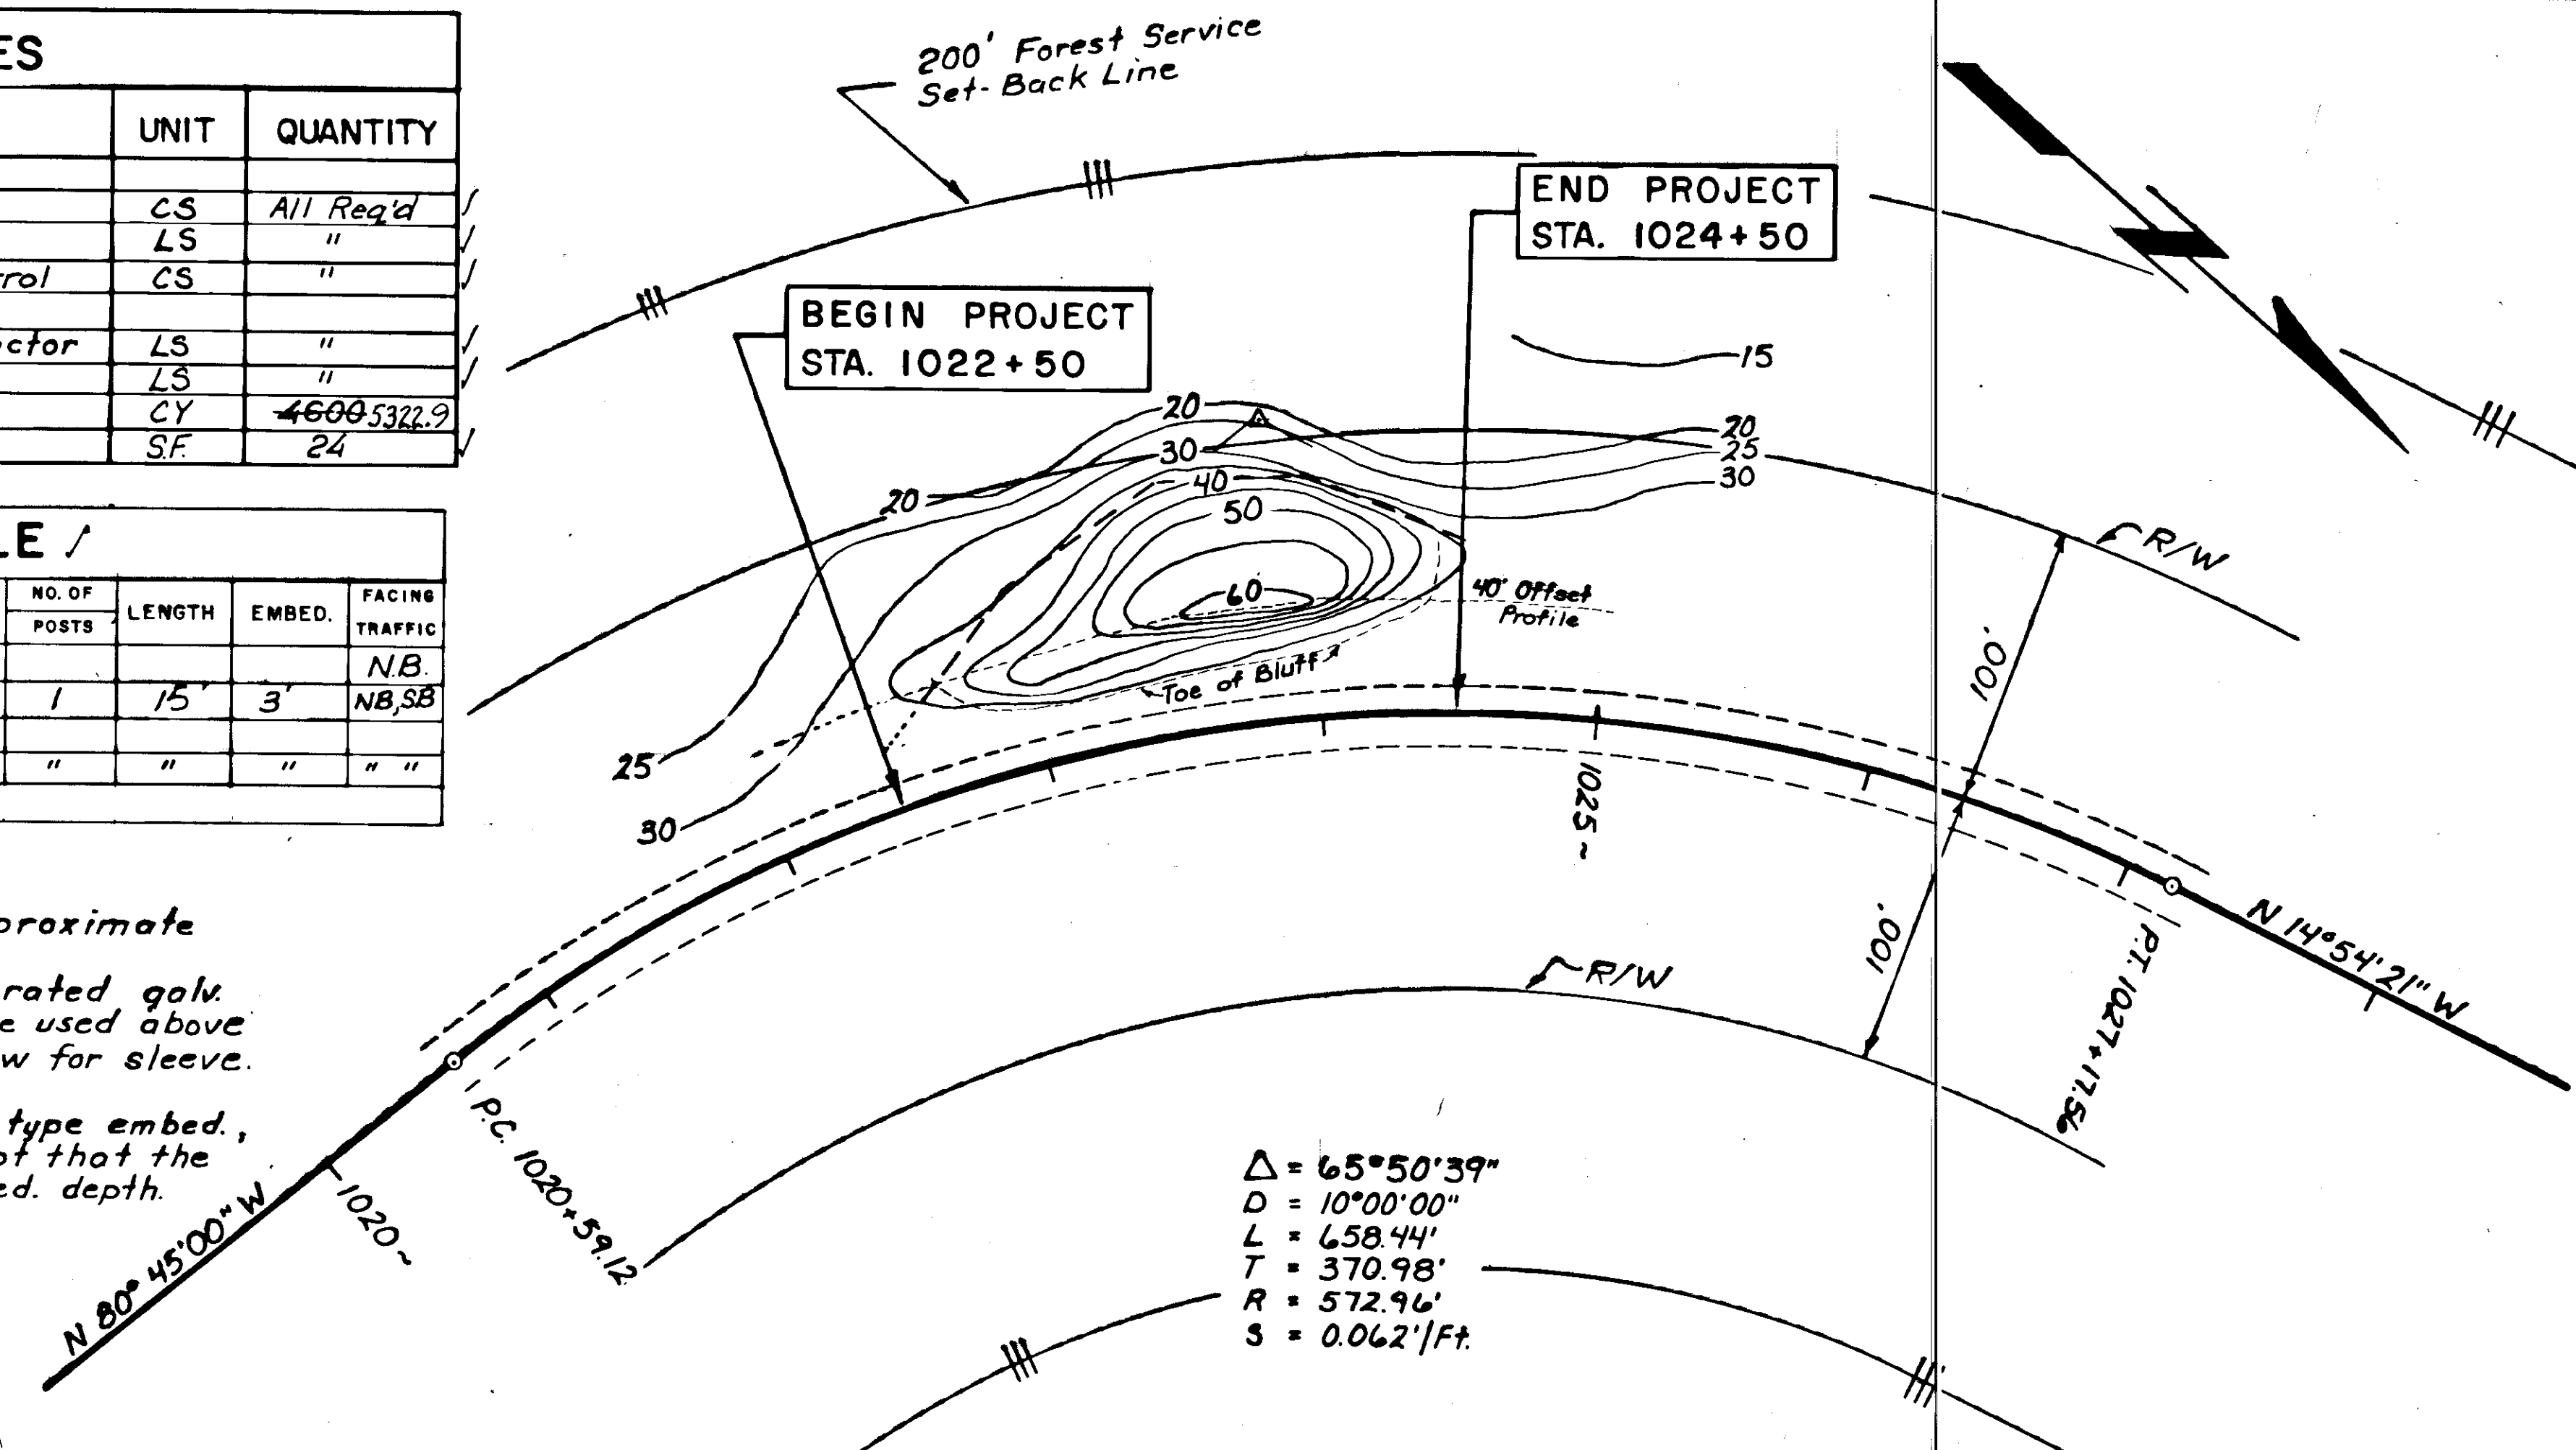 ES
UNIT QUANTITY
CS All Req'd
LS "
rol CS "
ctor LS "
LS "
CY 4600 5322.9
S.F. 24
LE
NO. OF POSTS LENGTH EMBED. FACING TRAFFIC
N.B.
1 15' 3' NB,SB
" " " " "
proximate
rated galv.
e used above
w for sleeve.
type embed.,
ot that the
ed. depth.
200' Forest Service
Set-Back Line
BEGIN PROJECT
STA. 1022+50
END PROJECT
STA. 1024+50
15
20
20
25
30
30
20
40
50
60
40' Offset
Profile
Toe of Bluff
25
30
R/W
100'
100'
1025~
R/W
N 14°54'21" W
P.T. 1027+17.56
P.C. 1020+59.12
1020~
N 80° 45'00" W
Δ = 65°50'39"
D = 10°00'00"
L = 658.44'
T = 370.98'
R = 572.96'
S = 0.062'/Ft.